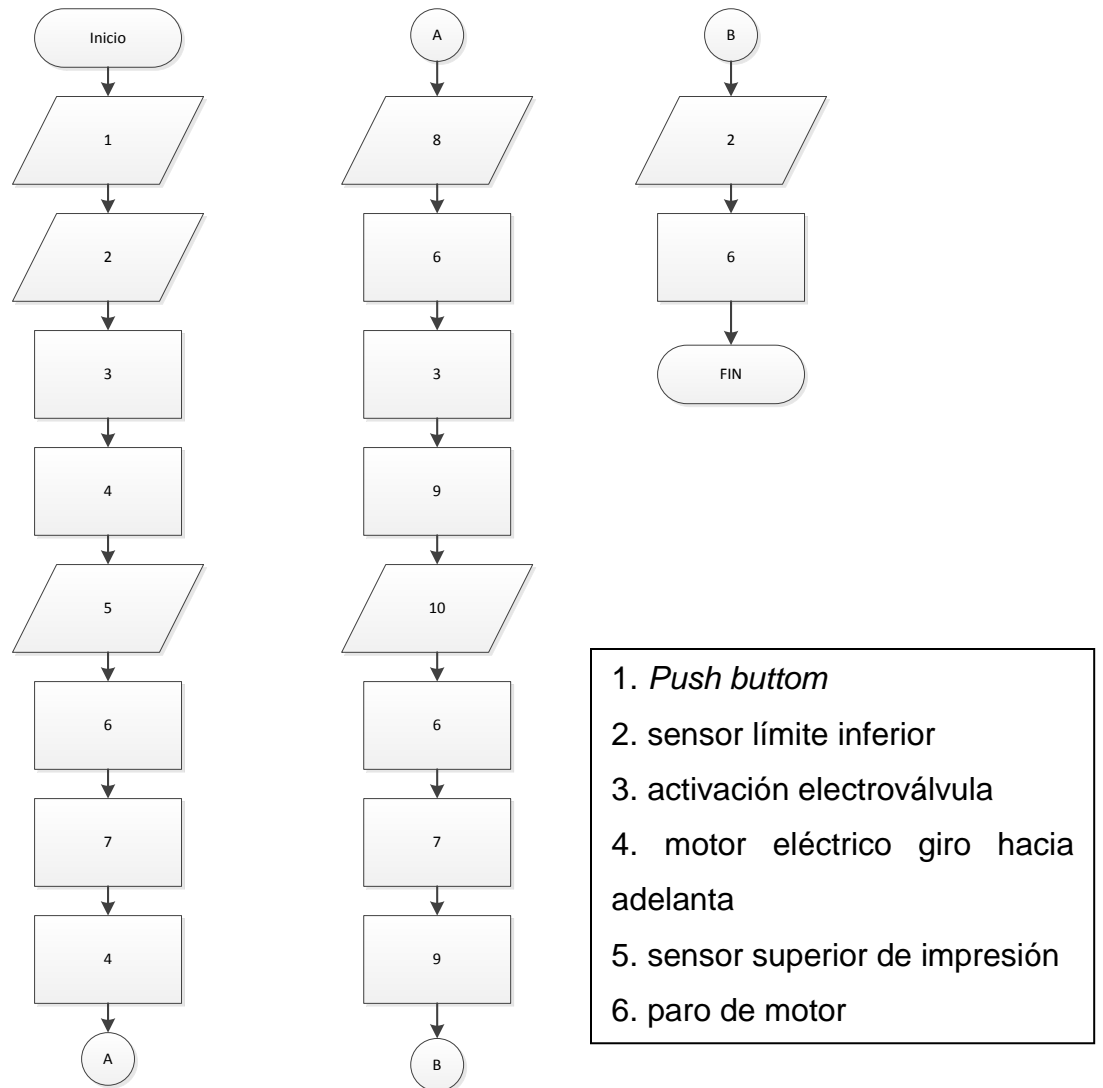 Inicio
1
2
3
4
5
6
7
4
A
A
8
6
3
9
10
6
7
9
B
B
2
6
FIN
1. Push buttom
2. sensor límite inferior
3. activación electroválvula
4. motor eléctrico giro hacia
adelanta
5. sensor superior de impresión
6. paro de motor